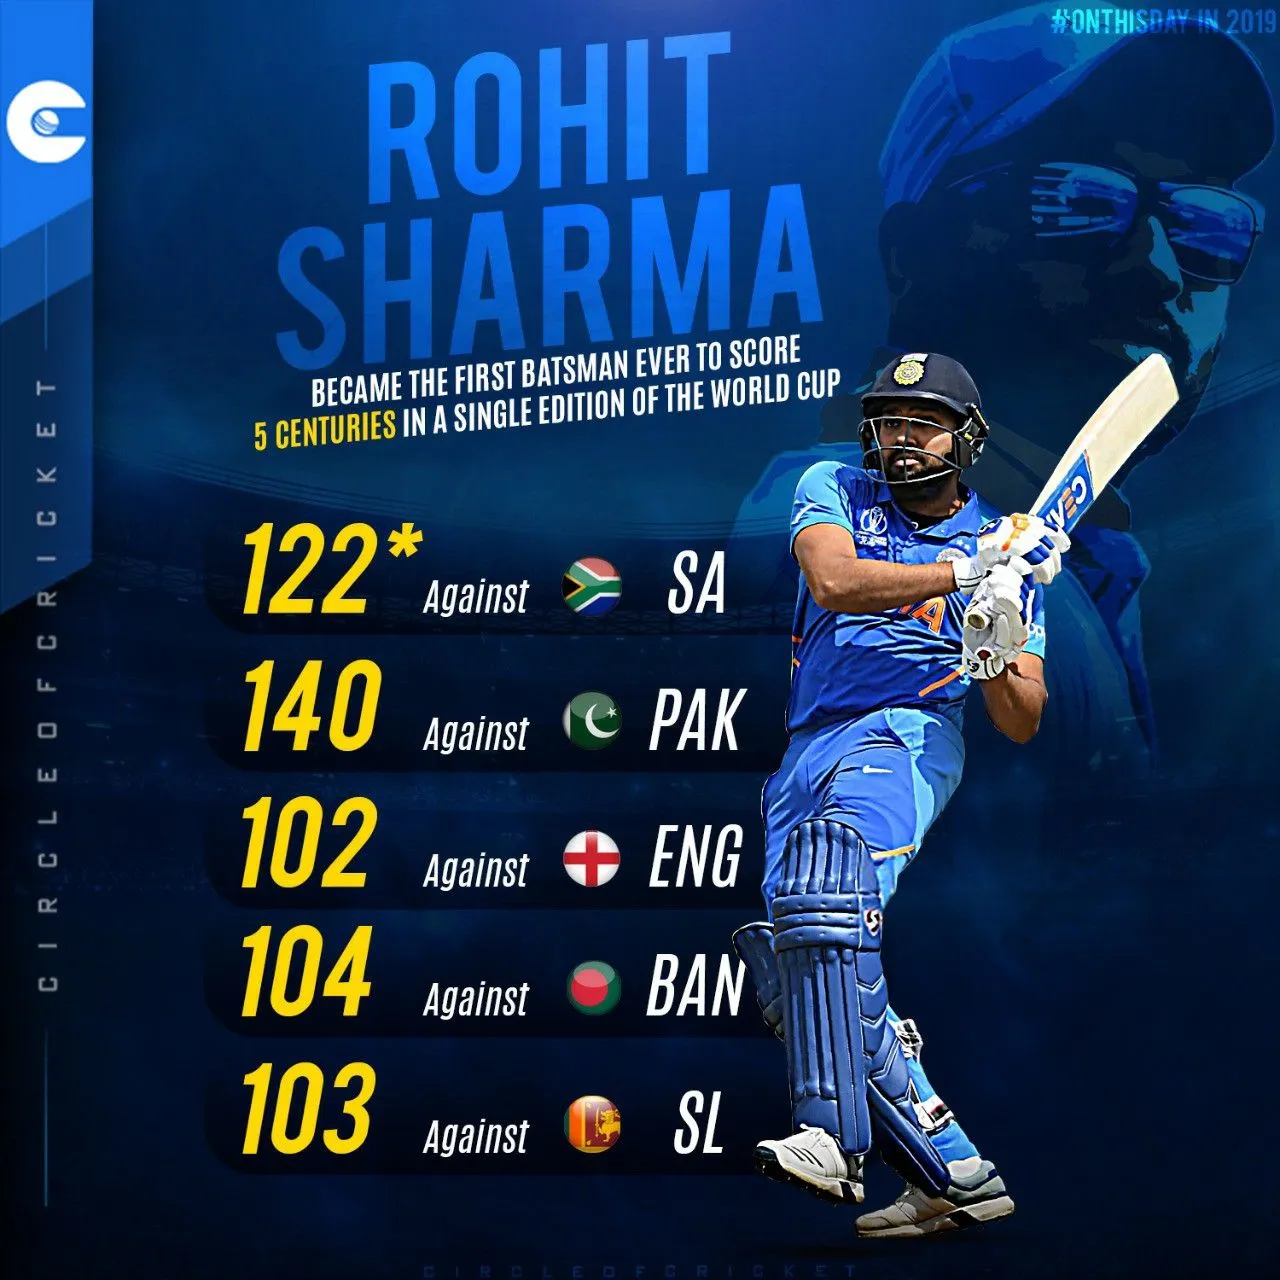 #ONTHISDAY IN 2019
ROHIT
SHARMA
BECAME THE FIRST BATSMAN EVER TO SCORE
5 CENTURIES IN A SINGLE EDITION OF THE WORLD CUP
122* Against SA
140 Against PAK
102 Against ENG
104 Against BAN
103 Against SL
CIRCLEOFCRICKET
CEAT
CIRCLEOFCRICKET